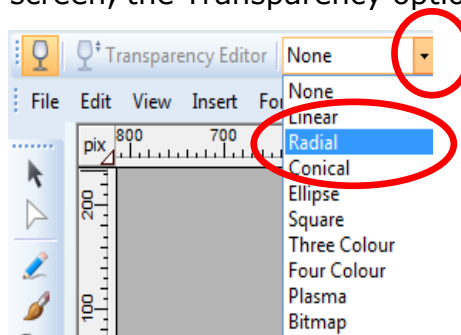 screen, the Transparency optio
Transparency Editor None
File Edit View Insert Fo
None
Linear
Radial
Conical
Ellipse
Square
Three Colour
Four Colour
Plasma
Bitmap
pix 800 700
200
0